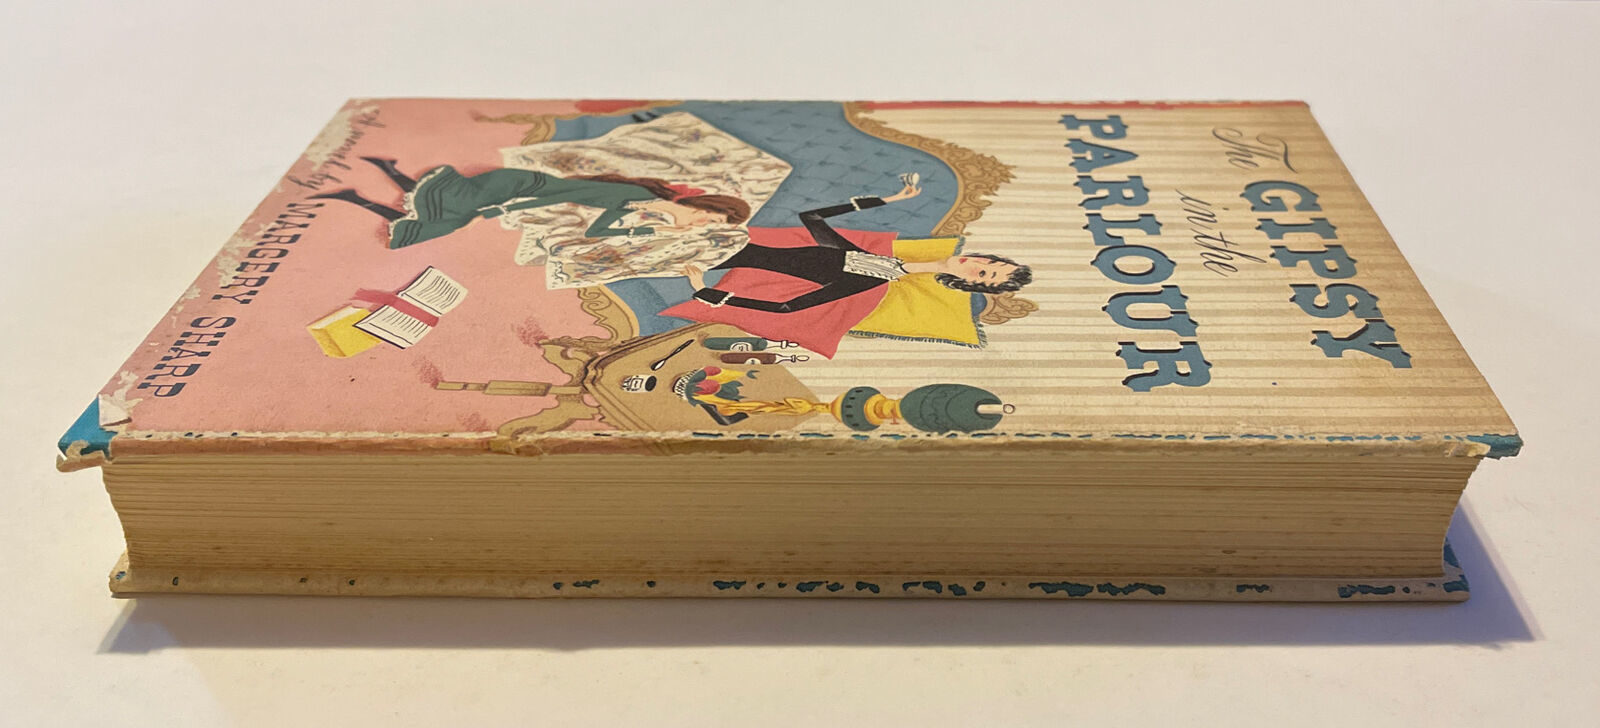 The
GIPSY
in the
PARLOUR
A novel by MARGERY SHARP